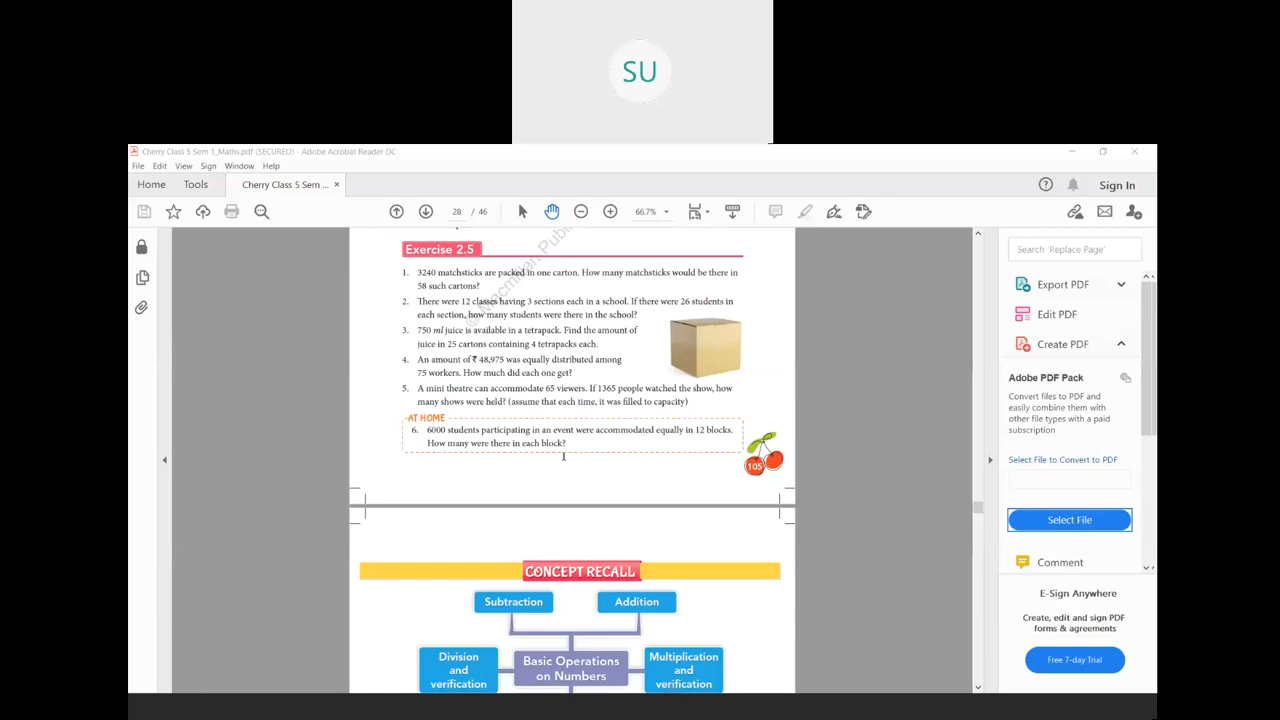 SU
Cherry Class 5 Sem 1_Maths.pdf (SECURED) - Adobe Acrobat Reader DC
File Edit View Sign Window Help
Home Tools Cherry Class 5 Sem ... × Sign In
28 / 46 66.7%
Exercise 2.5
1. 3240 matchsticks are packed in one carton. How many matchsticks would be there in
58 such cartons?
2. There were 12 classes having 3 sections each in a school. If there were 26 students in
each section, how many students were there in the school?
3. 750 ml juice is available in a tetrapack. Find the amount of
juice in 25 cartons containing 4 tetrapacks each.
4. An amount of ₹ 48,975 was equally distributed among
75 workers. How much did each one get?
5. A mini theatre can accommodate 65 viewers. If 1365 people watched the show, how
many shows were held? (assume that each time, it was filled to capacity)
AT HOME
6. 6000 students participating in an event were accommodated equally in 12 blocks.
How many were there in each block?
105
© Macmillan Publi
CONCEPT RECALL
Subtraction Addition
Division
and
verification
Basic Operations
on Numbers
Multiplication
and
verification
Search 'Replace Page'
Export PDF
Edit PDF
Create PDF
Adobe PDF Pack
Convert files to PDF and
easily combine them with
other file types with a paid
subscription
Select File to Convert to PDF
Select File
Comment
E-Sign Anywhere
Create, edit and sign PDF
forms & agreements
Free 7-day Trial